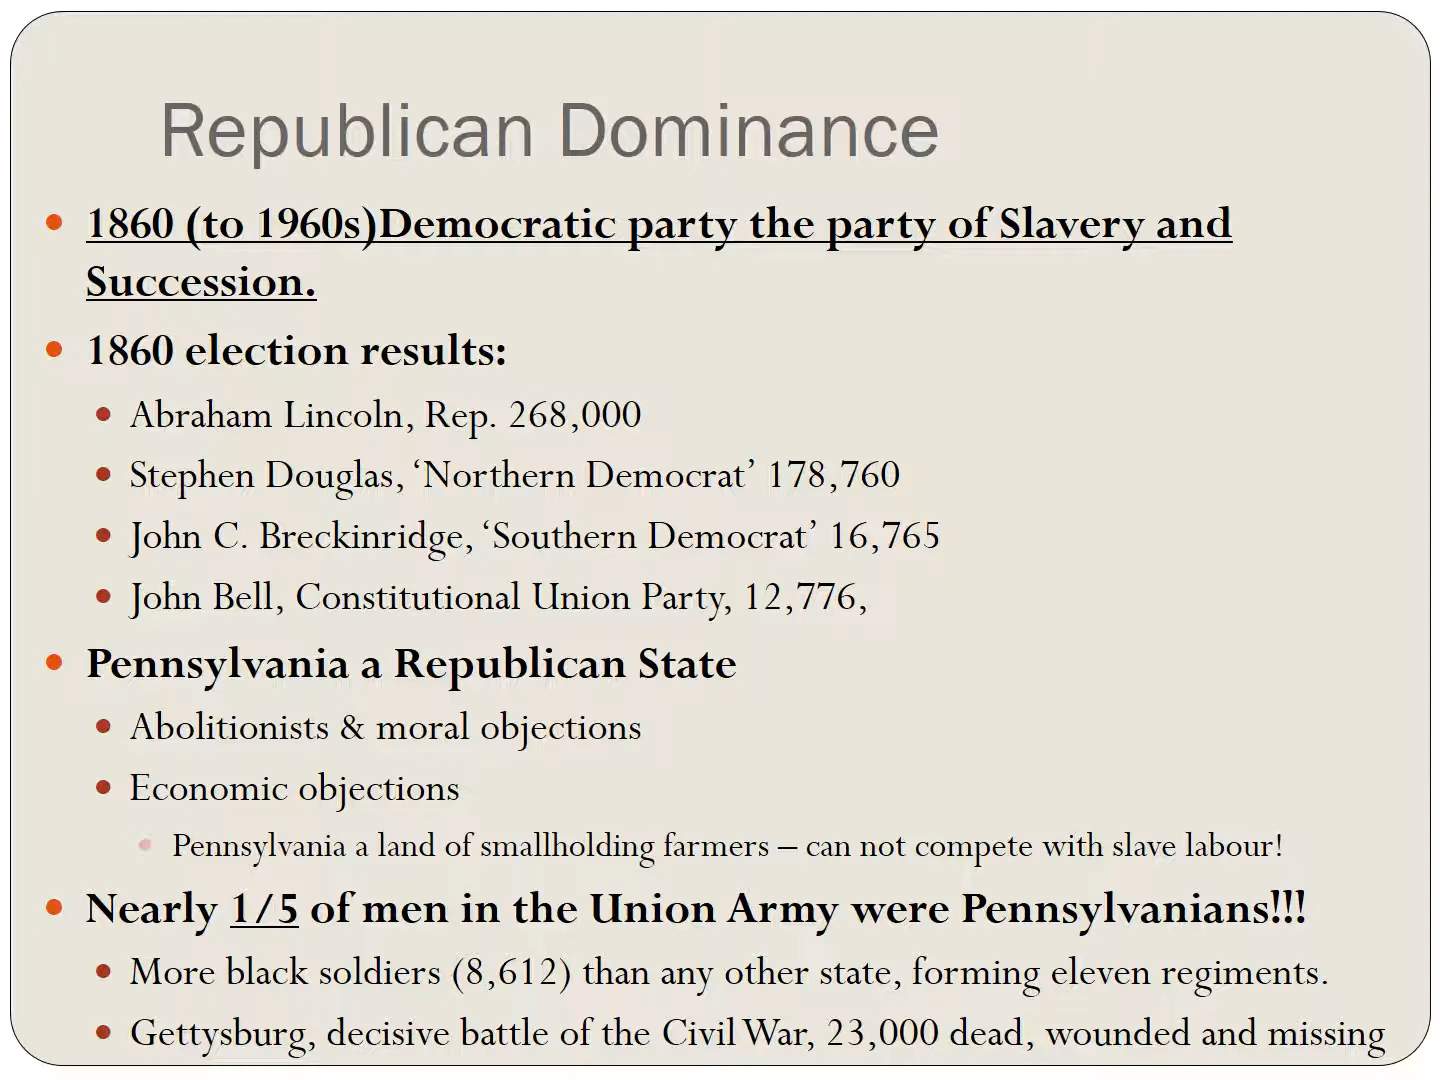 Republican Dominance
1860 (to 1960s)Democratic party the party of Slavery and
Succession.
1860 election results:
Abraham Lincoln, Rep. 268,000
Stephen Douglas, ‘Northern Democrat’ 178,760
John C. Breckinridge, ‘Southern Democrat’ 16,765
John Bell, Constitutional Union Party, 12,776,
Pennsylvania a Republican State
Abolitionists & moral objections
Economic objections
Pennsylvania a land of smallholding farmers – can not compete with slave labour!
Nearly 1/5 of men in the Union Army were Pennsylvanians!!!
More black soldiers (8,612) than any other state, forming eleven regiments.
Gettysburg, decisive battle of the Civil War, 23,000 dead, wounded and missing